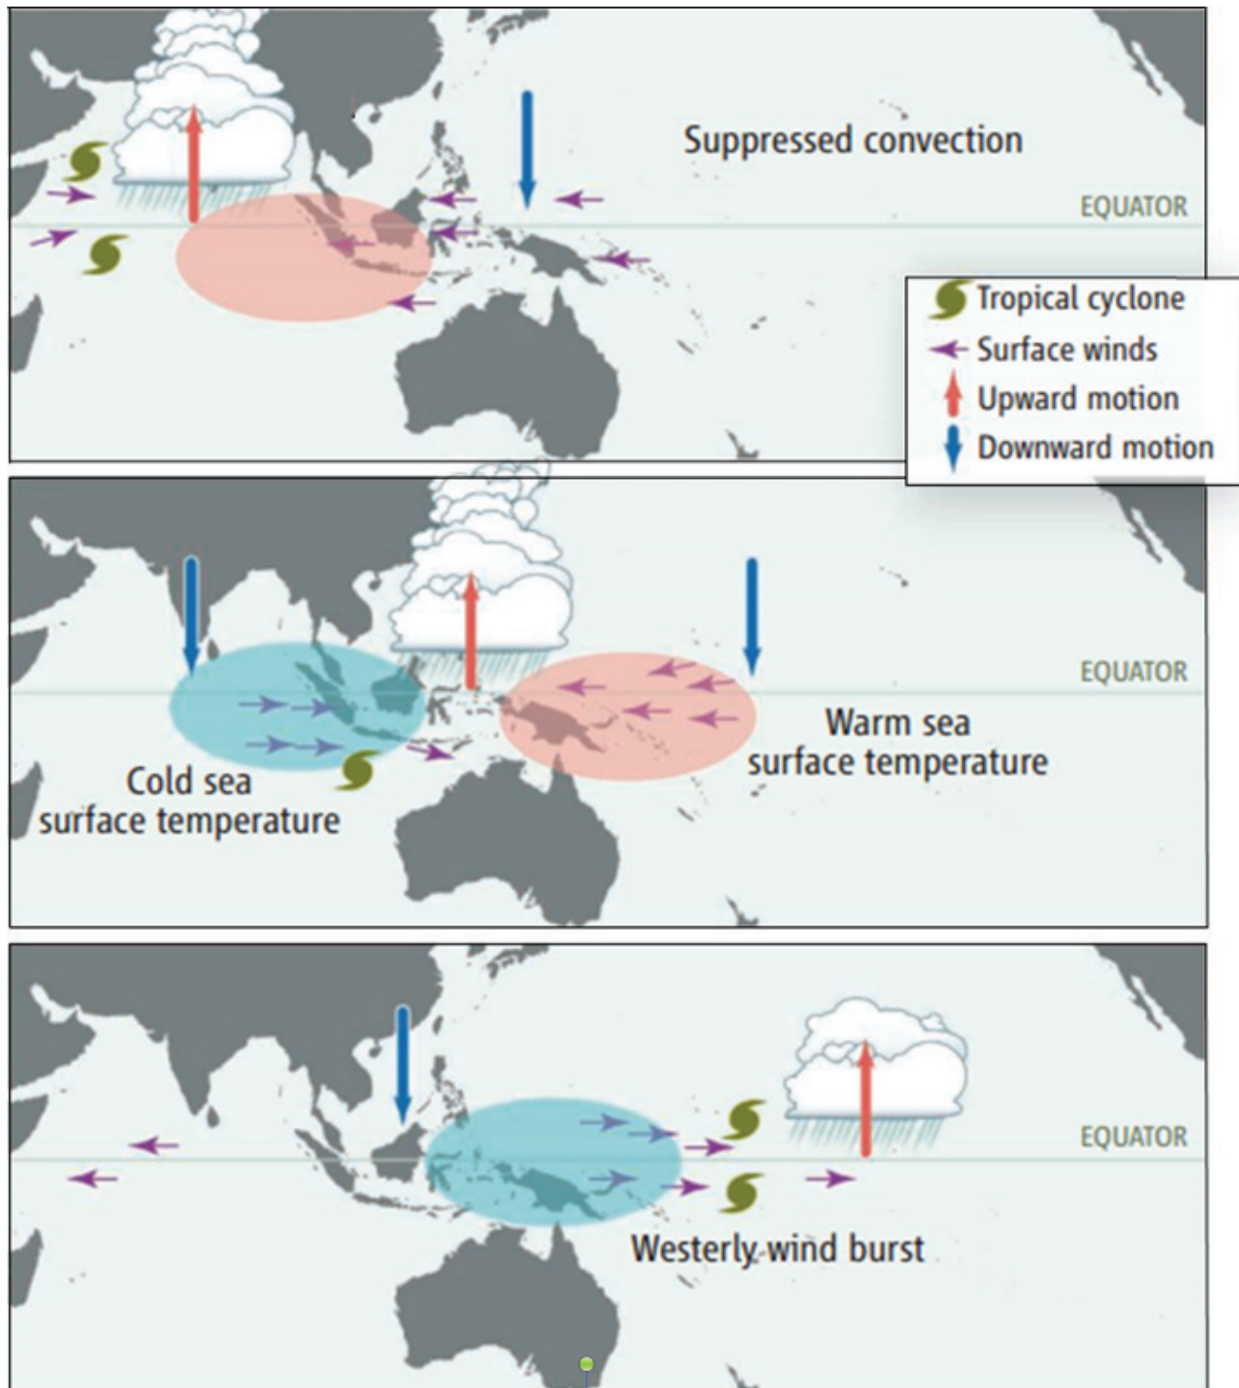 Suppressed convection
EQUATOR
Tropical cyclone
Surface winds
Upward motion
Downward motion
EQUATOR
Warm sea
surface temperature
Cold sea
surface temperature
EQUATOR
Westerly wind burst